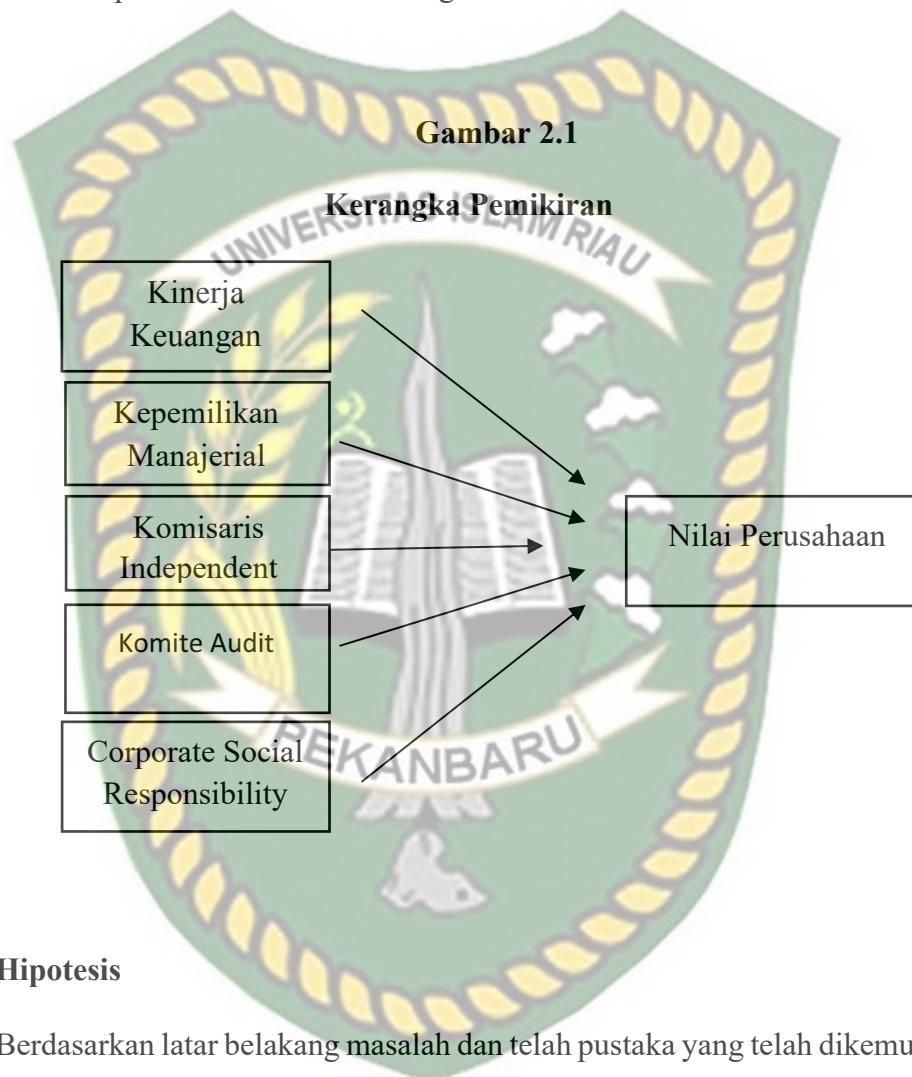 Gambar 2.1
Kerangka Pemikiran
UNIVERSITAS ISLAM RIAU
Kinerja
Keuangan
Kepemilikan
Manajerial
Komisaris
Independent
Nilai Perusahaan
Komite Audit
Corporate Social
Responsibility
PEKANBARU
Hipotesis
Berdasarkan latar belakang masalah dan telah pustaka yang telah